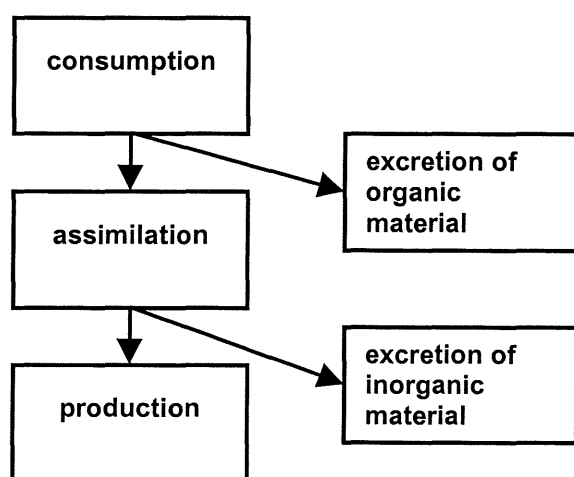 consumption
excretion of
organic
material
assimilation
excretion of
inorganic
material
production